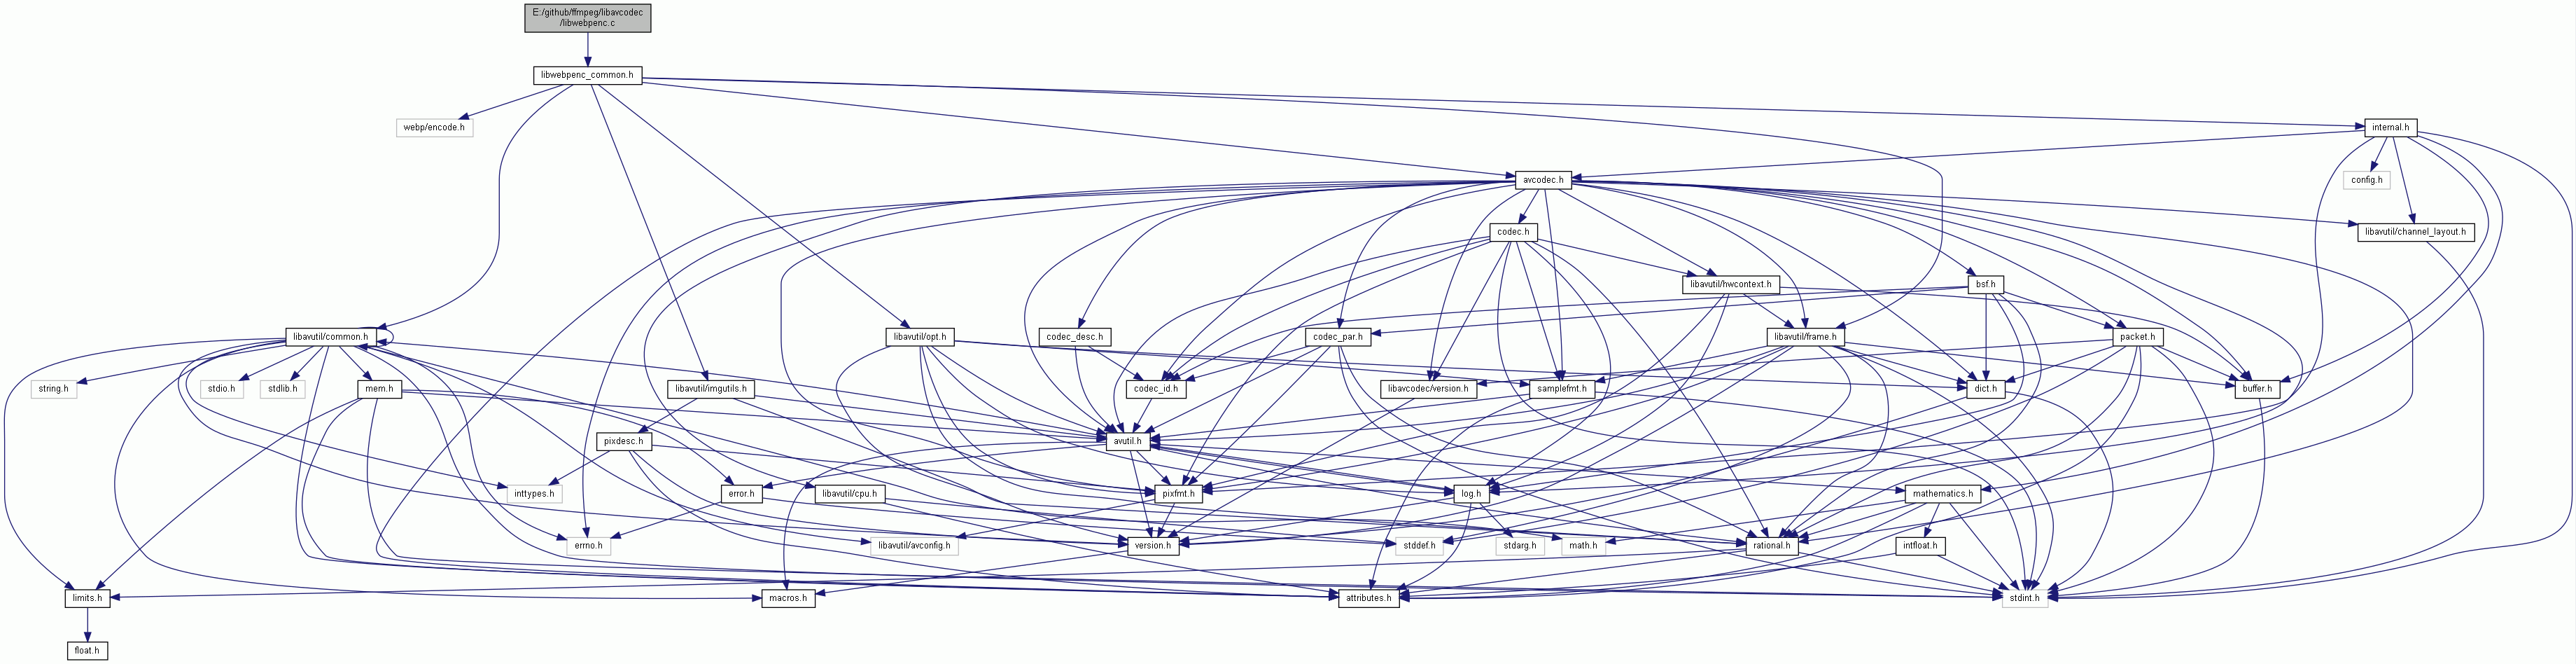 E:/github/ffmpeg/libavcodec
/libwebpenc.c
libwebpenc_common.h
webp/encode.h
internal.h
avcodec.h
config.h
codec.h
libavutil/channel_layout.h
libavutil/hwcontext.h
bsf.h
libavutil/common.h
libavutil/opt.h
codec_desc.h
codec_par.h
libavutil/frame.h
packet.h
string.h
stdio.h
stdlib.h
mem.h
libavutil/imgutils.h
codec_id.h
libavcodec/version.h
samplefmt.h
dict.h
buffer.h
pixdesc.h
avutil.h
inttypes.h
error.h
libavutil/cpu.h
pixfmt.h
log.h
mathematics.h
errno.h
libavutil/avconfig.h
version.h
stddef.h
stdarg.h
math.h
rational.h
intfloat.h
limits.h
macros.h
attributes.h
stdint.h
float.h